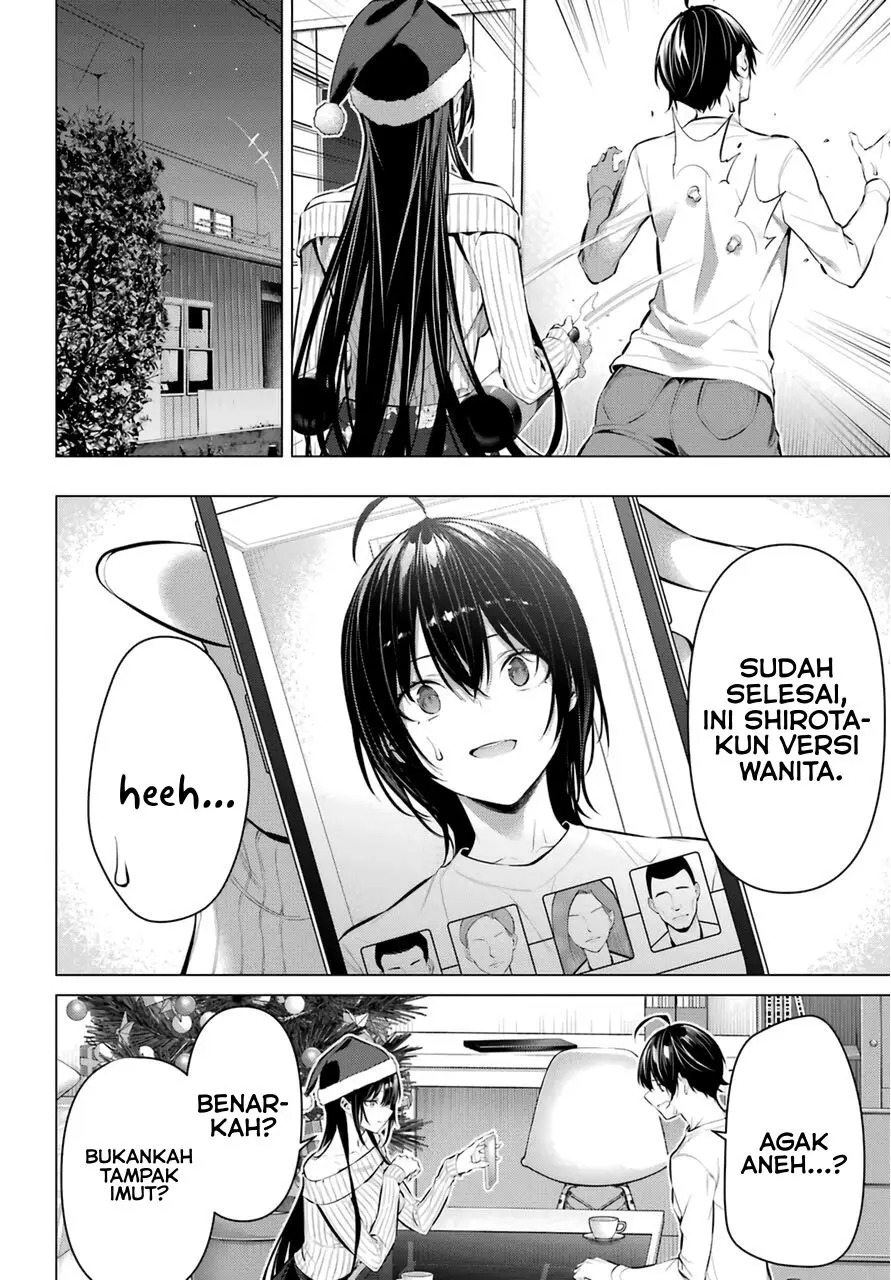 SUDAH
SELESAI,
INI SHIROTA-
KUN VERSI
WANITA.
heeh...
AGAK
ANEH...?
BENAR-
KAH?
BUKANKAH
TAMPAK
IMUT?